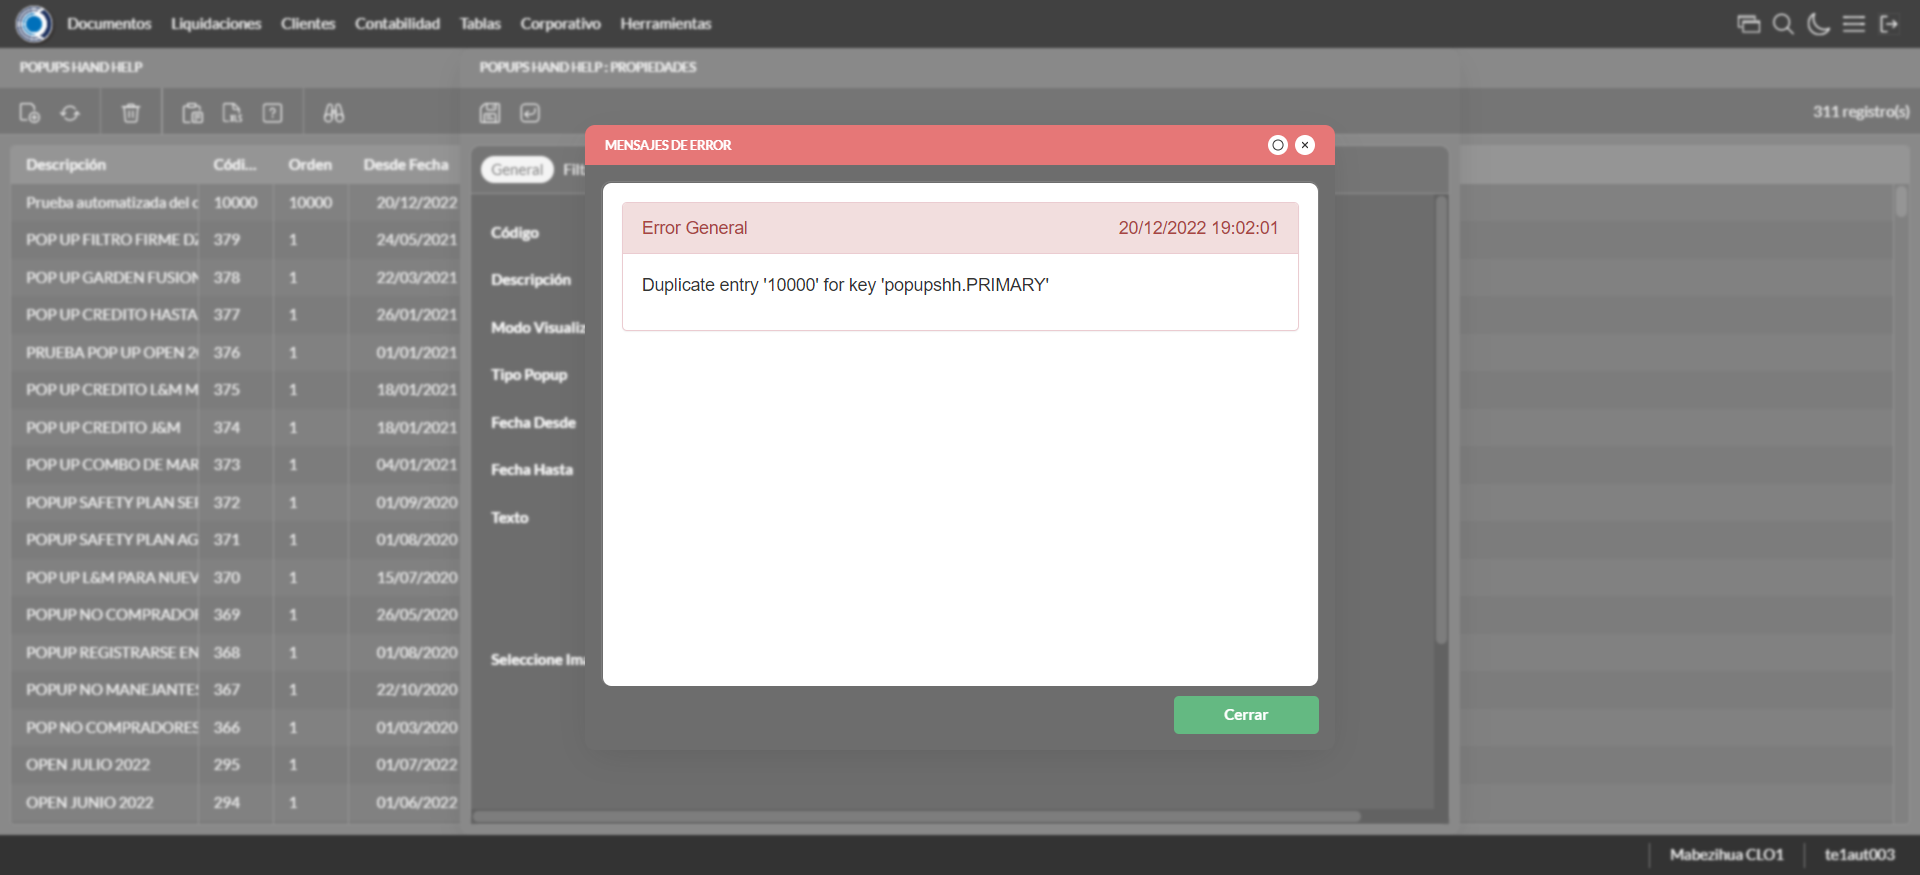 Documentos Liquidaciones Clientes Contabilidad Tablas Corporativo Herramientas
POPUPS HAND HELP
POPUPS HAND HELP : PROPIEDADES
311 registro(s)
MENSAJES DE ERROR
Error General 20/12/2022 19:02:01
Duplicate entry '10000' for key 'popupshh.PRIMARY'
Cerrar
Descripción Códi... Orden Desde Fecha
Prueba automatizada del c 10000 10000 20/12/2022
POP UP FILTRO FIRME 379 1 24/05/2021
POP UP GARDEN FUSION 378 1 22/03/2021
POP UP CREDITO HASTA 377 1 26/01/2021
PRUEBA POP UP OPEN 376 1 01/01/2021
POP UP CREDITO L&M M 375 1 18/01/2021
POP UP CREDITO J&M 374 1 18/01/2021
POP UP COMBO DE MAR 373 1 04/01/2021
POPUP SAFETY PLAN SEI 372 1 01/09/2020
POPUP SAFETY PLAN AG 371 1 01/08/2020
POP UP L&M PARA NUEV 370 1 15/07/2020
POPUP NO COMPRADOI 369 1 26/05/2020
POPUP REGISTRARSE EN 368 1 01/08/2020
POPUP NO MANEJANTES 367 1 22/10/2020
POP NO COMPRADORES 366 1 01/03/2020
OPEN JULIO 2022 295 1 01/07/2022
OPEN JUNIO 2022 294 1 01/06/2022
General Filt
Código
Descripción
Modo Visualiz
Tipo Popup
Fecha Desde
Fecha Hasta
Texto
Seleccione Ima
Mabezihua CLO1 te1aut003